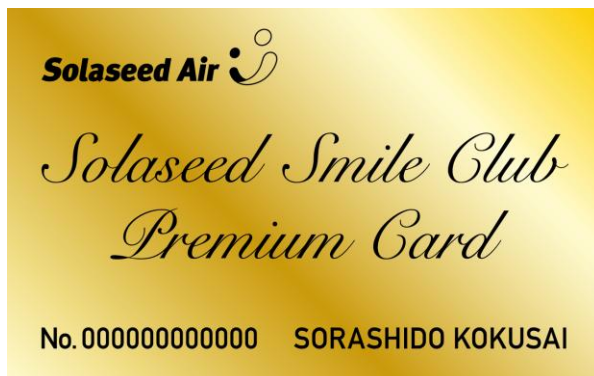 Solaseed Air
Solaseed Smile Club
Premium Card
No. 000000000000 SORASHIDO KOKUSAI